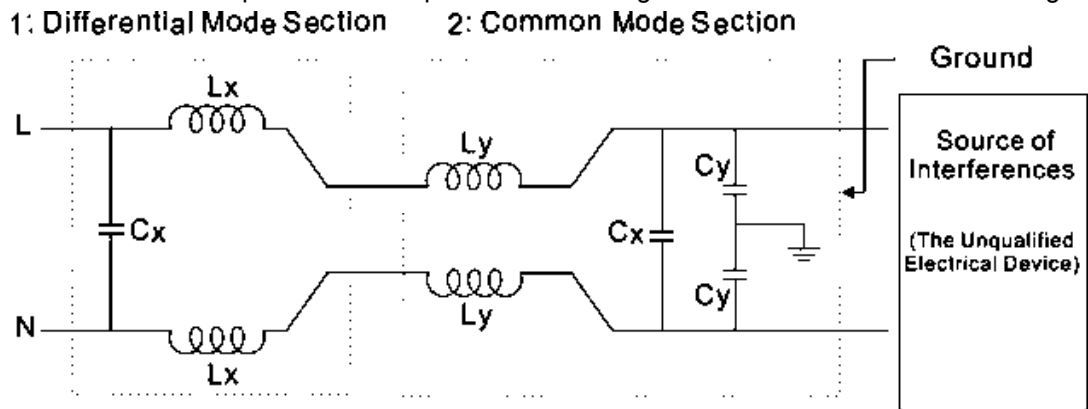 1: Differential Mode Section 2: Common Mode Section
Ground
Lx
L
Ly
Source of
Interferences
Cy
Cx
Cx
(The Unqualified
Electrical Device)
Cy
N
Ly
Lx